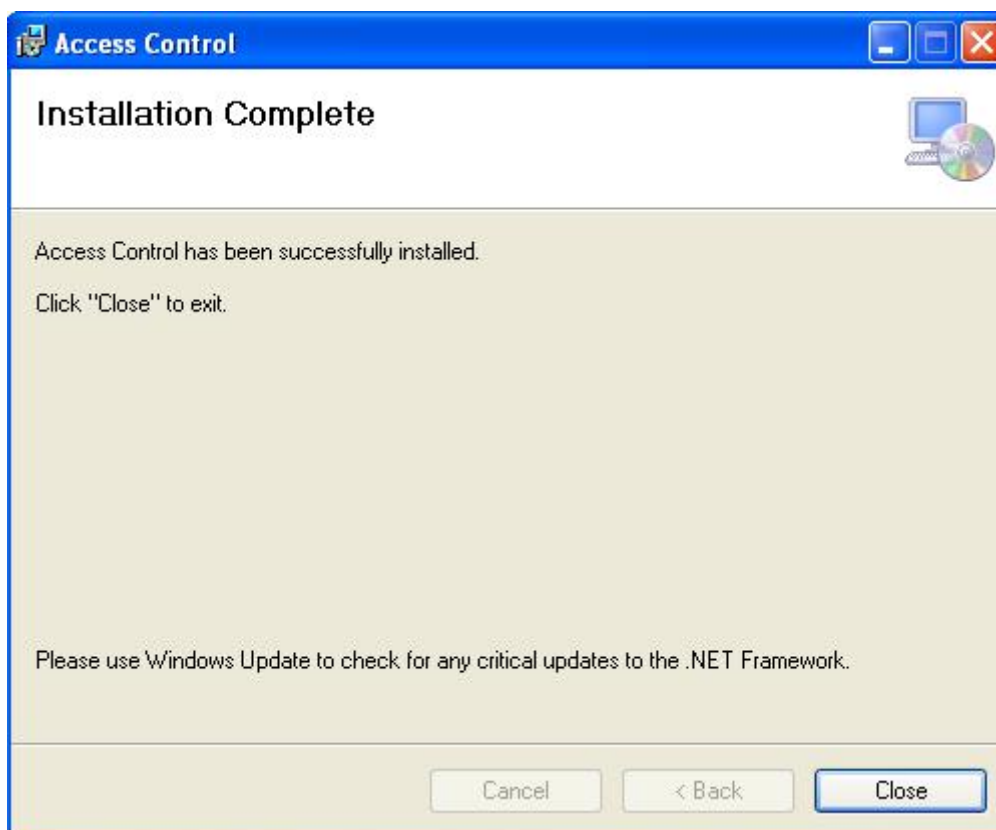 Access Control
Installation Complete
Access Control has been successfully installed.
Click "Close" to exit.
Please use Windows Update to check for any critical updates to the .NET Framework.
Cancel
< Back
Close